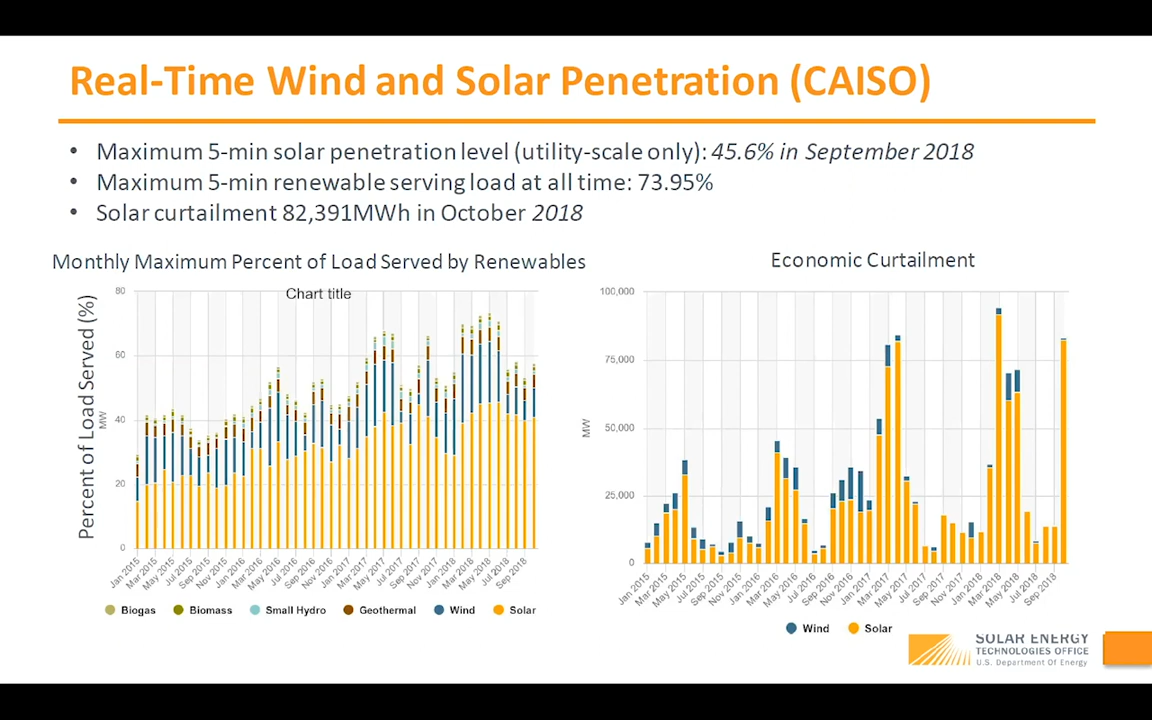 Real-Time Wind and Solar Penetration (CAISO)
• Maximum 5-min solar penetration level (utility-scale only): 45.6% in September 2018
• Maximum 5-min renewable serving load at all time: 73.95%
• Solar curtailment 82,391MWh in October 2018
Monthly Maximum Percent of Load Served by Renewables
Chart title
Percent of Load Served (%)
MW
80
60
40
20
0
Jan 2015
Mar 2015
May 2015
Jul 2015
Sep 2015
Nov 2015
Jan 2016
Mar 2016
May 2016
Jul 2016
Sep 2016
Nov 2016
Jan 2017
Mar 2017
May 2017
Jul 2017
Sep 2017
Nov 2017
Jan 2018
Mar 2018
May 2018
Jul 2018
Sep 2018
Biogas Biomass Small Hydro Geothermal Wind Solar
Economic Curtailment
MW
100,000
75,000
50,000
25,000
0
Jan 2015
Mar 2015
May 2015
Jul 2015
Sep 2015
Nov 2015
Jan 2016
Mar 2016
May 2016
Jul 2016
Sep 2016
Nov 2016
Jan 2017
Mar 2017
May 2017
Jul 2017
Sep 2017
Nov 2017
Jan 2018
Mar 2018
May 2018
Jul 2018
Sep 2018
Wind Solar
SOLAR ENERGY
TECHNOLOGIES OFFICE
U.S. Department Of Energy